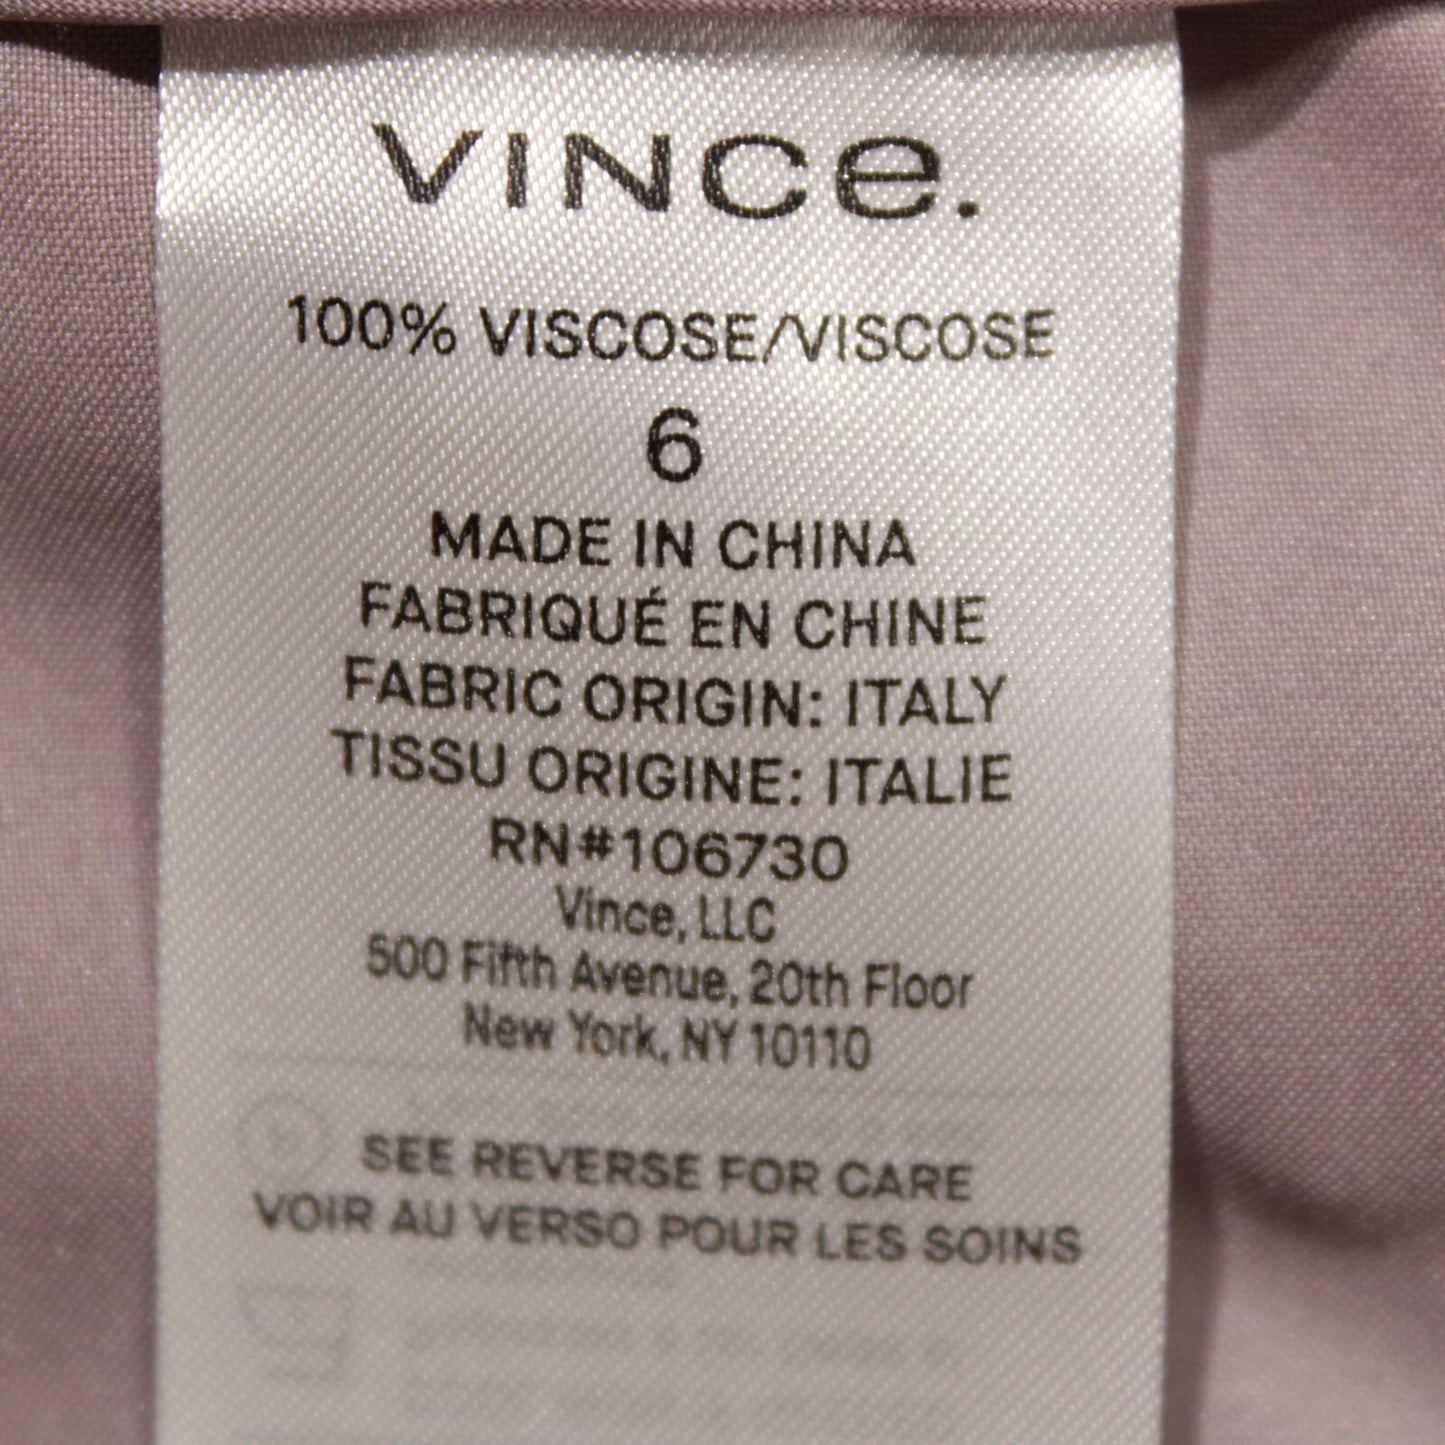 VINCe.
100% VISCOSE/VISCOSE
6
MADE IN CHINA
FABRIQUÉ EN CHINE
FABRIC ORIGIN: ITALY
TISSU ORIGINE: ITALIE
RN#106730
Vince, LLC
500 Fifth Avenue, 20th Floor
New York, NY 10110
SEE REVERSE FOR CARE
VOIR AU VERSO POUR LES SOINS